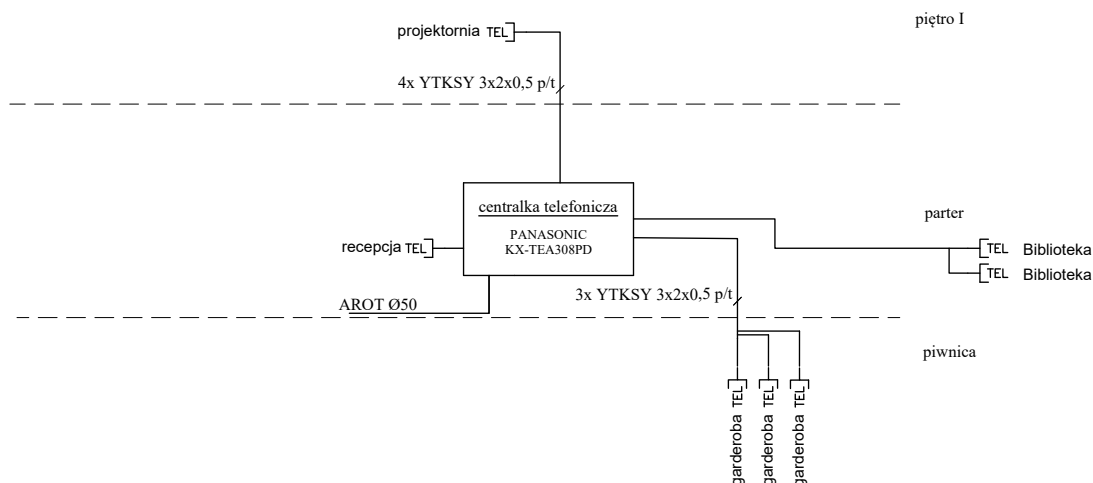 piętro I
projektornia TEL
4x YTKSY 3x2x0,5 p/t
centralka telefonicza
PANASONIC
KX-TEA308PD
parter
recepcja TEL
TEL Biblioteka
TEL Biblioteka
3x YTKSY 3x2x0,5 p/t
AROT Ø50
piwnica
garderoba TEL
garderoba TEL
garderoba TEL